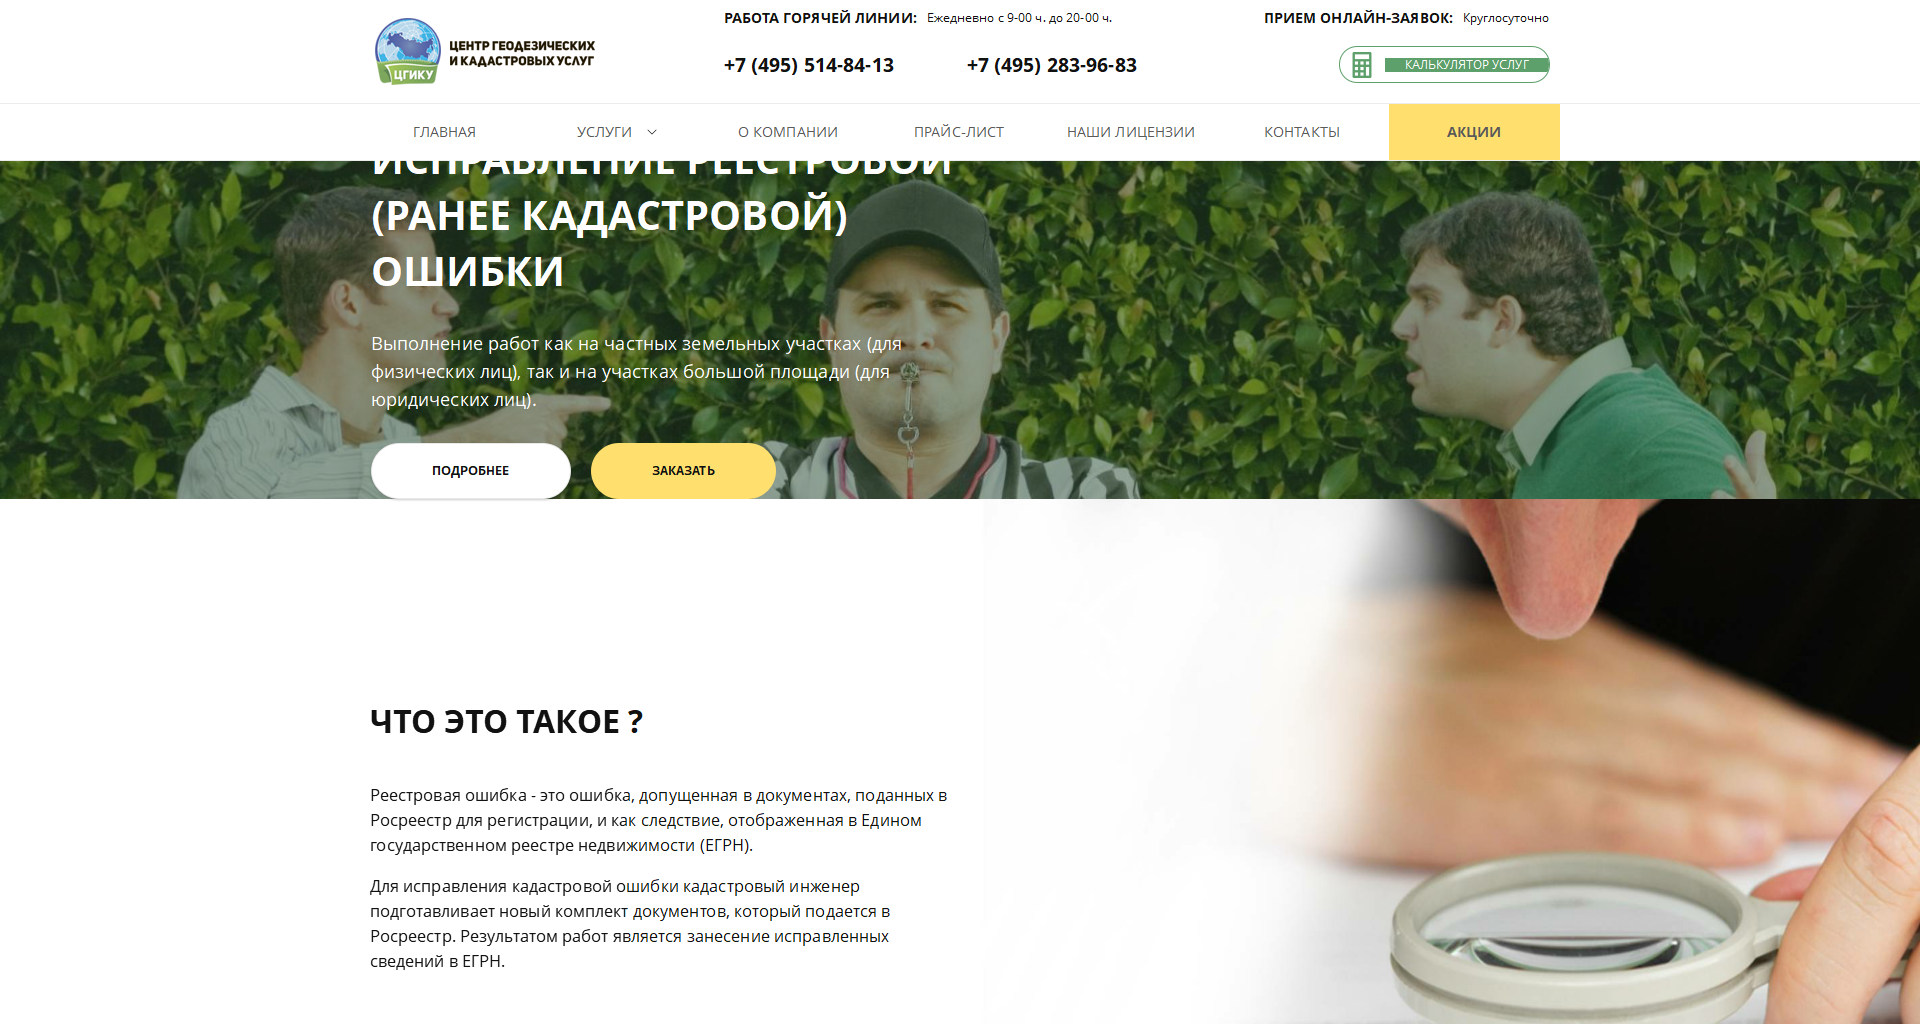 РАБОТА ГОРЯЧЕЙ ЛИНИИ: Ежедневно с 9-00 ч. до 20-00 ч.
ПРИЕМ ОНЛАЙН-ЗАЯВОК: Круглосуточно
ЦГИКУ
ЦЕНТР ГЕОДЕЗИЧЕСКИХ
И КАДАСТРОВЫХ УСЛУГ
+7 (495) 514-84-13
+7 (495) 283-96-83
КАЛЬКУЛЯТОР УСЛУГ
ГЛАВНАЯ
УСЛУГИ
О КОМПАНИИ
ПРАЙС-ЛИСТ
НАШИ ЛИЦЕНЗИИ
КОНТАКТЫ
АКЦИИ
ИСПРАВЛЕНИЕ РЕЕСТРОВОЙ
(РАНЕЕ КАДАСТРОВОЙ)
ОШИБКИ
Выполнение работ как на частных земельных участках (для
физических лиц), так и на участках большой площади (для
юридических лиц).
ПОДРОБНЕЕ
ЗАКАЗАТЬ
ЧТО ЭТО ТАКОЕ ?
Реестровая ошибка - это ошибка, допущенная в документах, поданных в
Росреестр для регистрации, и как следствие, отображенная в Едином
государственном реестре недвижимости (ЕГРН).
Для исправления кадастровой ошибки кадастровый инженер
подготавливает новый комплект документов, который подается в
Росреестр. Результатом работ является занесение исправленных
сведений в ЕГРН.